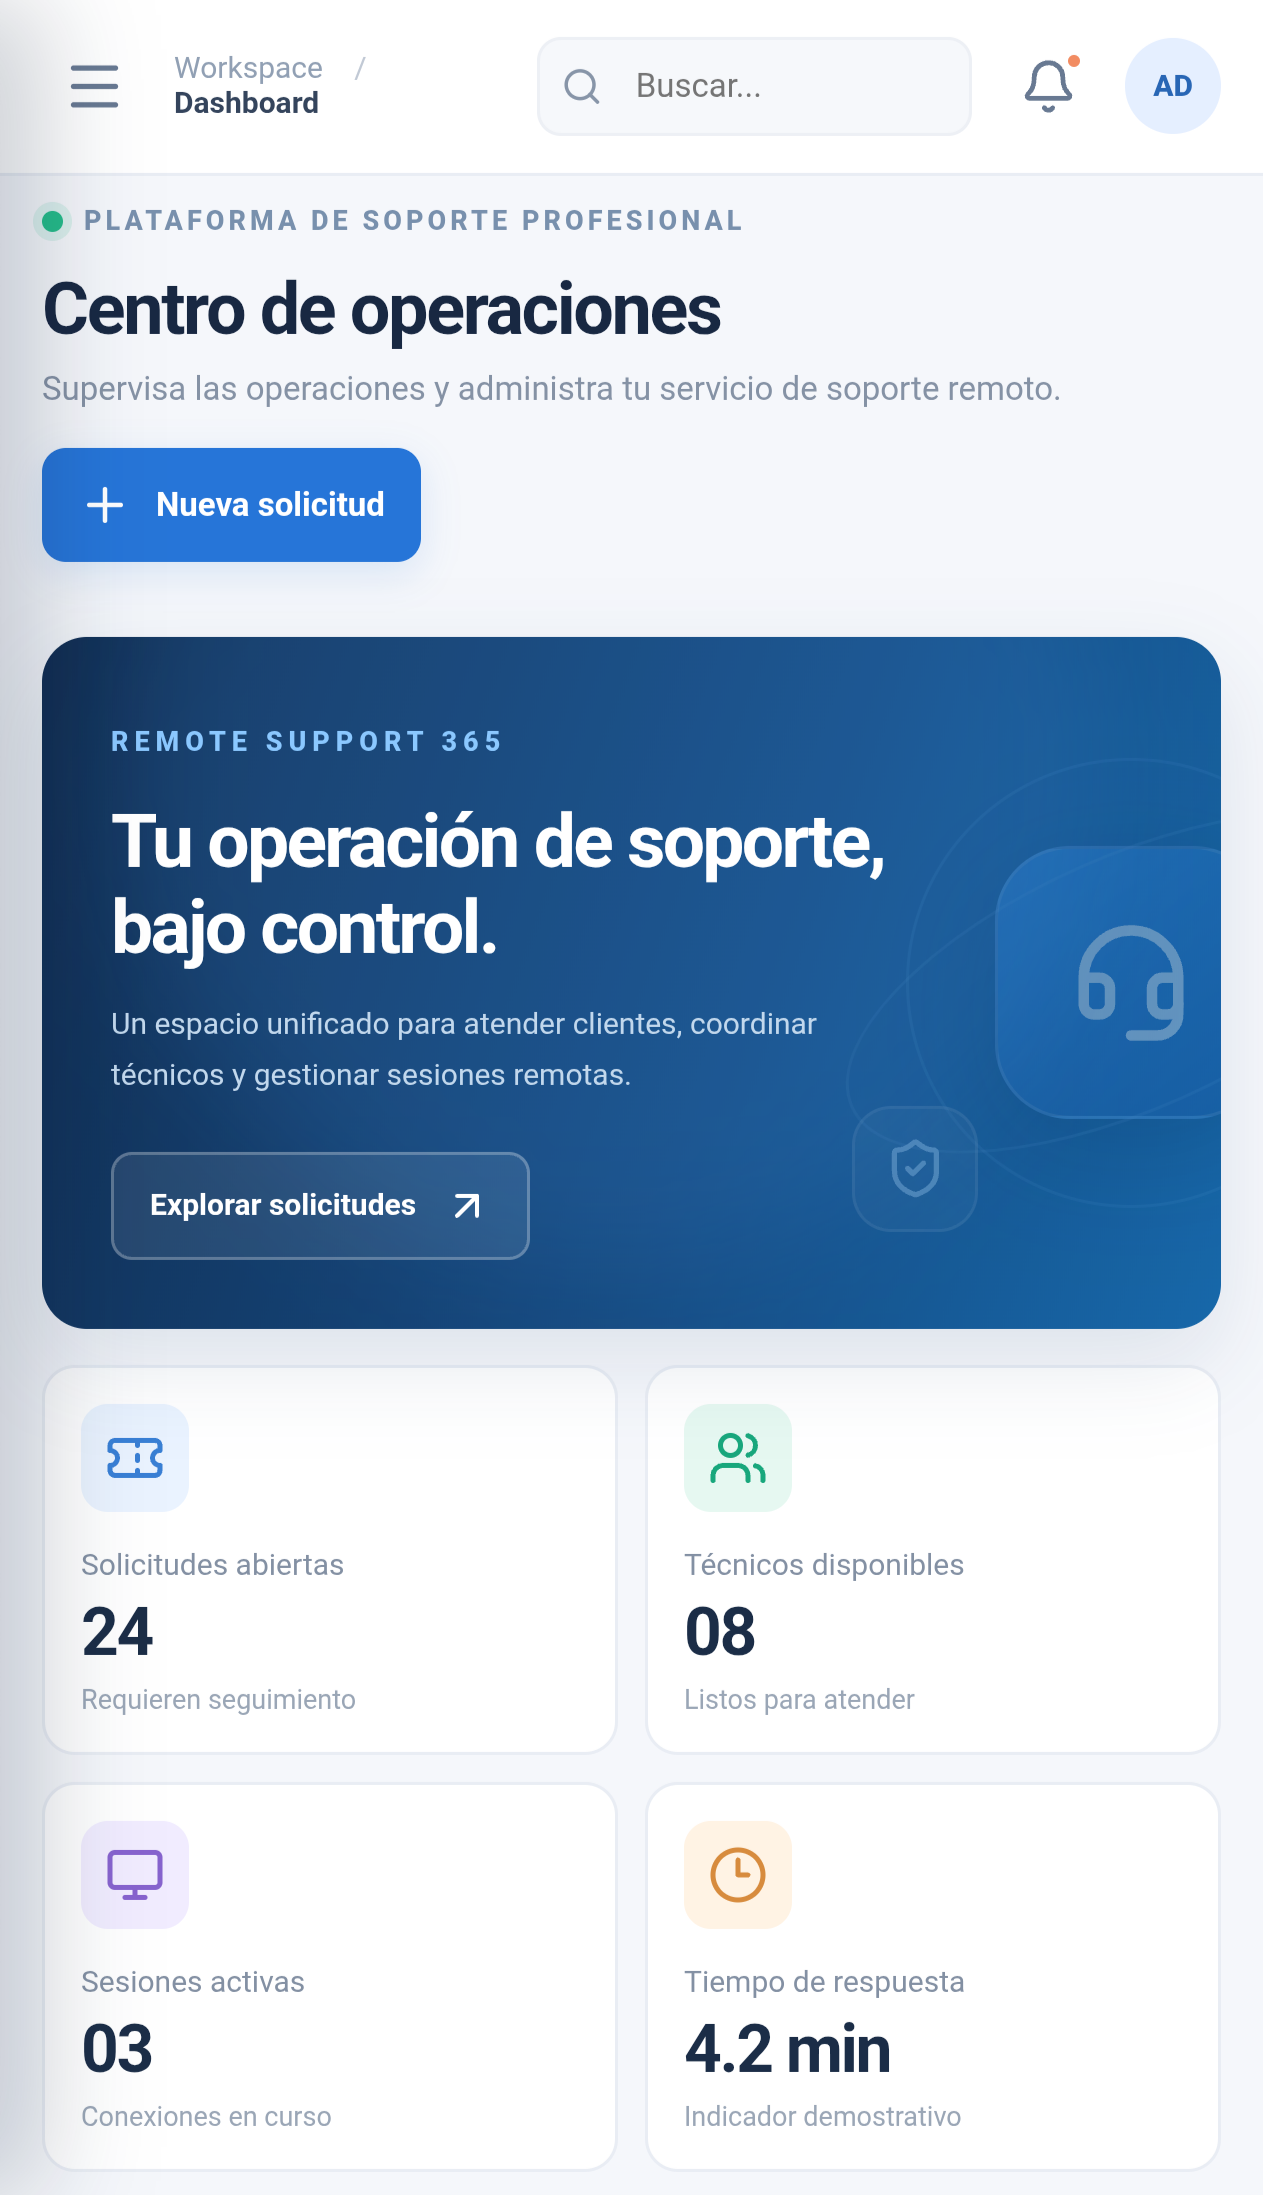 Workspace /
Dashboard
Buscar...
AD
PLATAFORMA DE SOPORTE PROFESIONAL
Centro de operaciones
Supervisa las operaciones y administra tu servicio de soporte remoto.
Nueva solicitud
REMOTE SUPPORT 365
Tu operación de soporte,
bajo control.
Un espacio unificado para atender clientes, coordinar
técnicos y gestionar sesiones remotas.
Explorar solicitudes
Solicitudes abiertas
24
Requieren seguimiento
Técnicos disponibles
08
Listos para atender
Sesiones activas
03
Conexiones en curso
Tiempo de respuesta
4.2 min
Indicador demostrativo